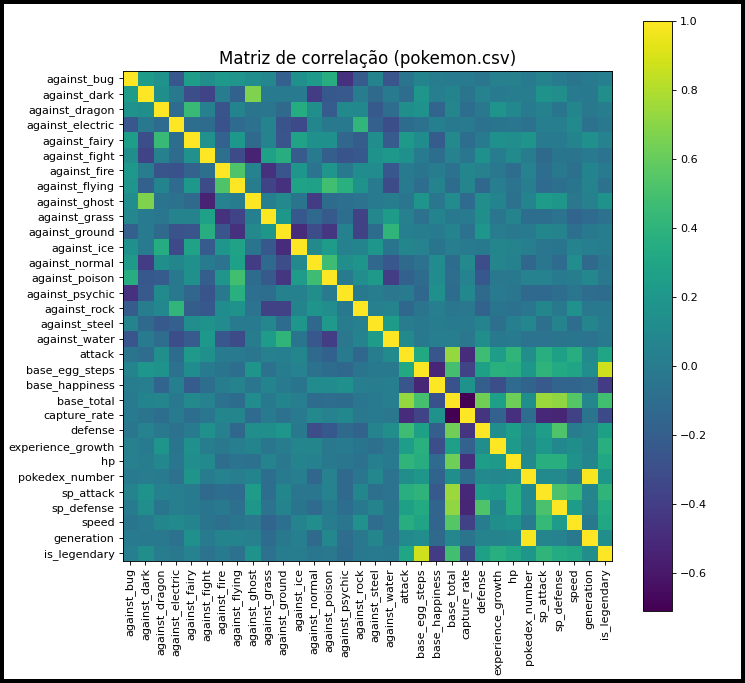 Matriz de correlação (pokemon.csv)
against_bug
against_dark
against_dragon
against_electric
against_fairy
against_fight
against_fire
against_flying
against_ghost
against_grass
against_ground
against_ice
against_normal
against_poison
against_psychic
against_rock
against_steel
against_water
attack
base_egg_steps
base_happiness
base_total
capture_rate
defense
experience_growth
hp
pokedex_number
sp_attack
sp_defense
speed
generation
is_legendary
against_bug
against_dark
against_dragon
against_electric
against_fairy
against_fight
against_fire
against_flying
against_ghost
against_grass
against_ground
against_ice
against_normal
against_poison
against_psychic
against_rock
against_steel
against_water
attack
base_egg_steps
base_happiness
base_total
capture_rate
defense
experience_growth
hp
pokedex_number
sp_attack
sp_defense
speed
generation
is_legendary
1.0
0.8
0.6
0.4
0.2
0.0
−0.2
−0.4
−0.6